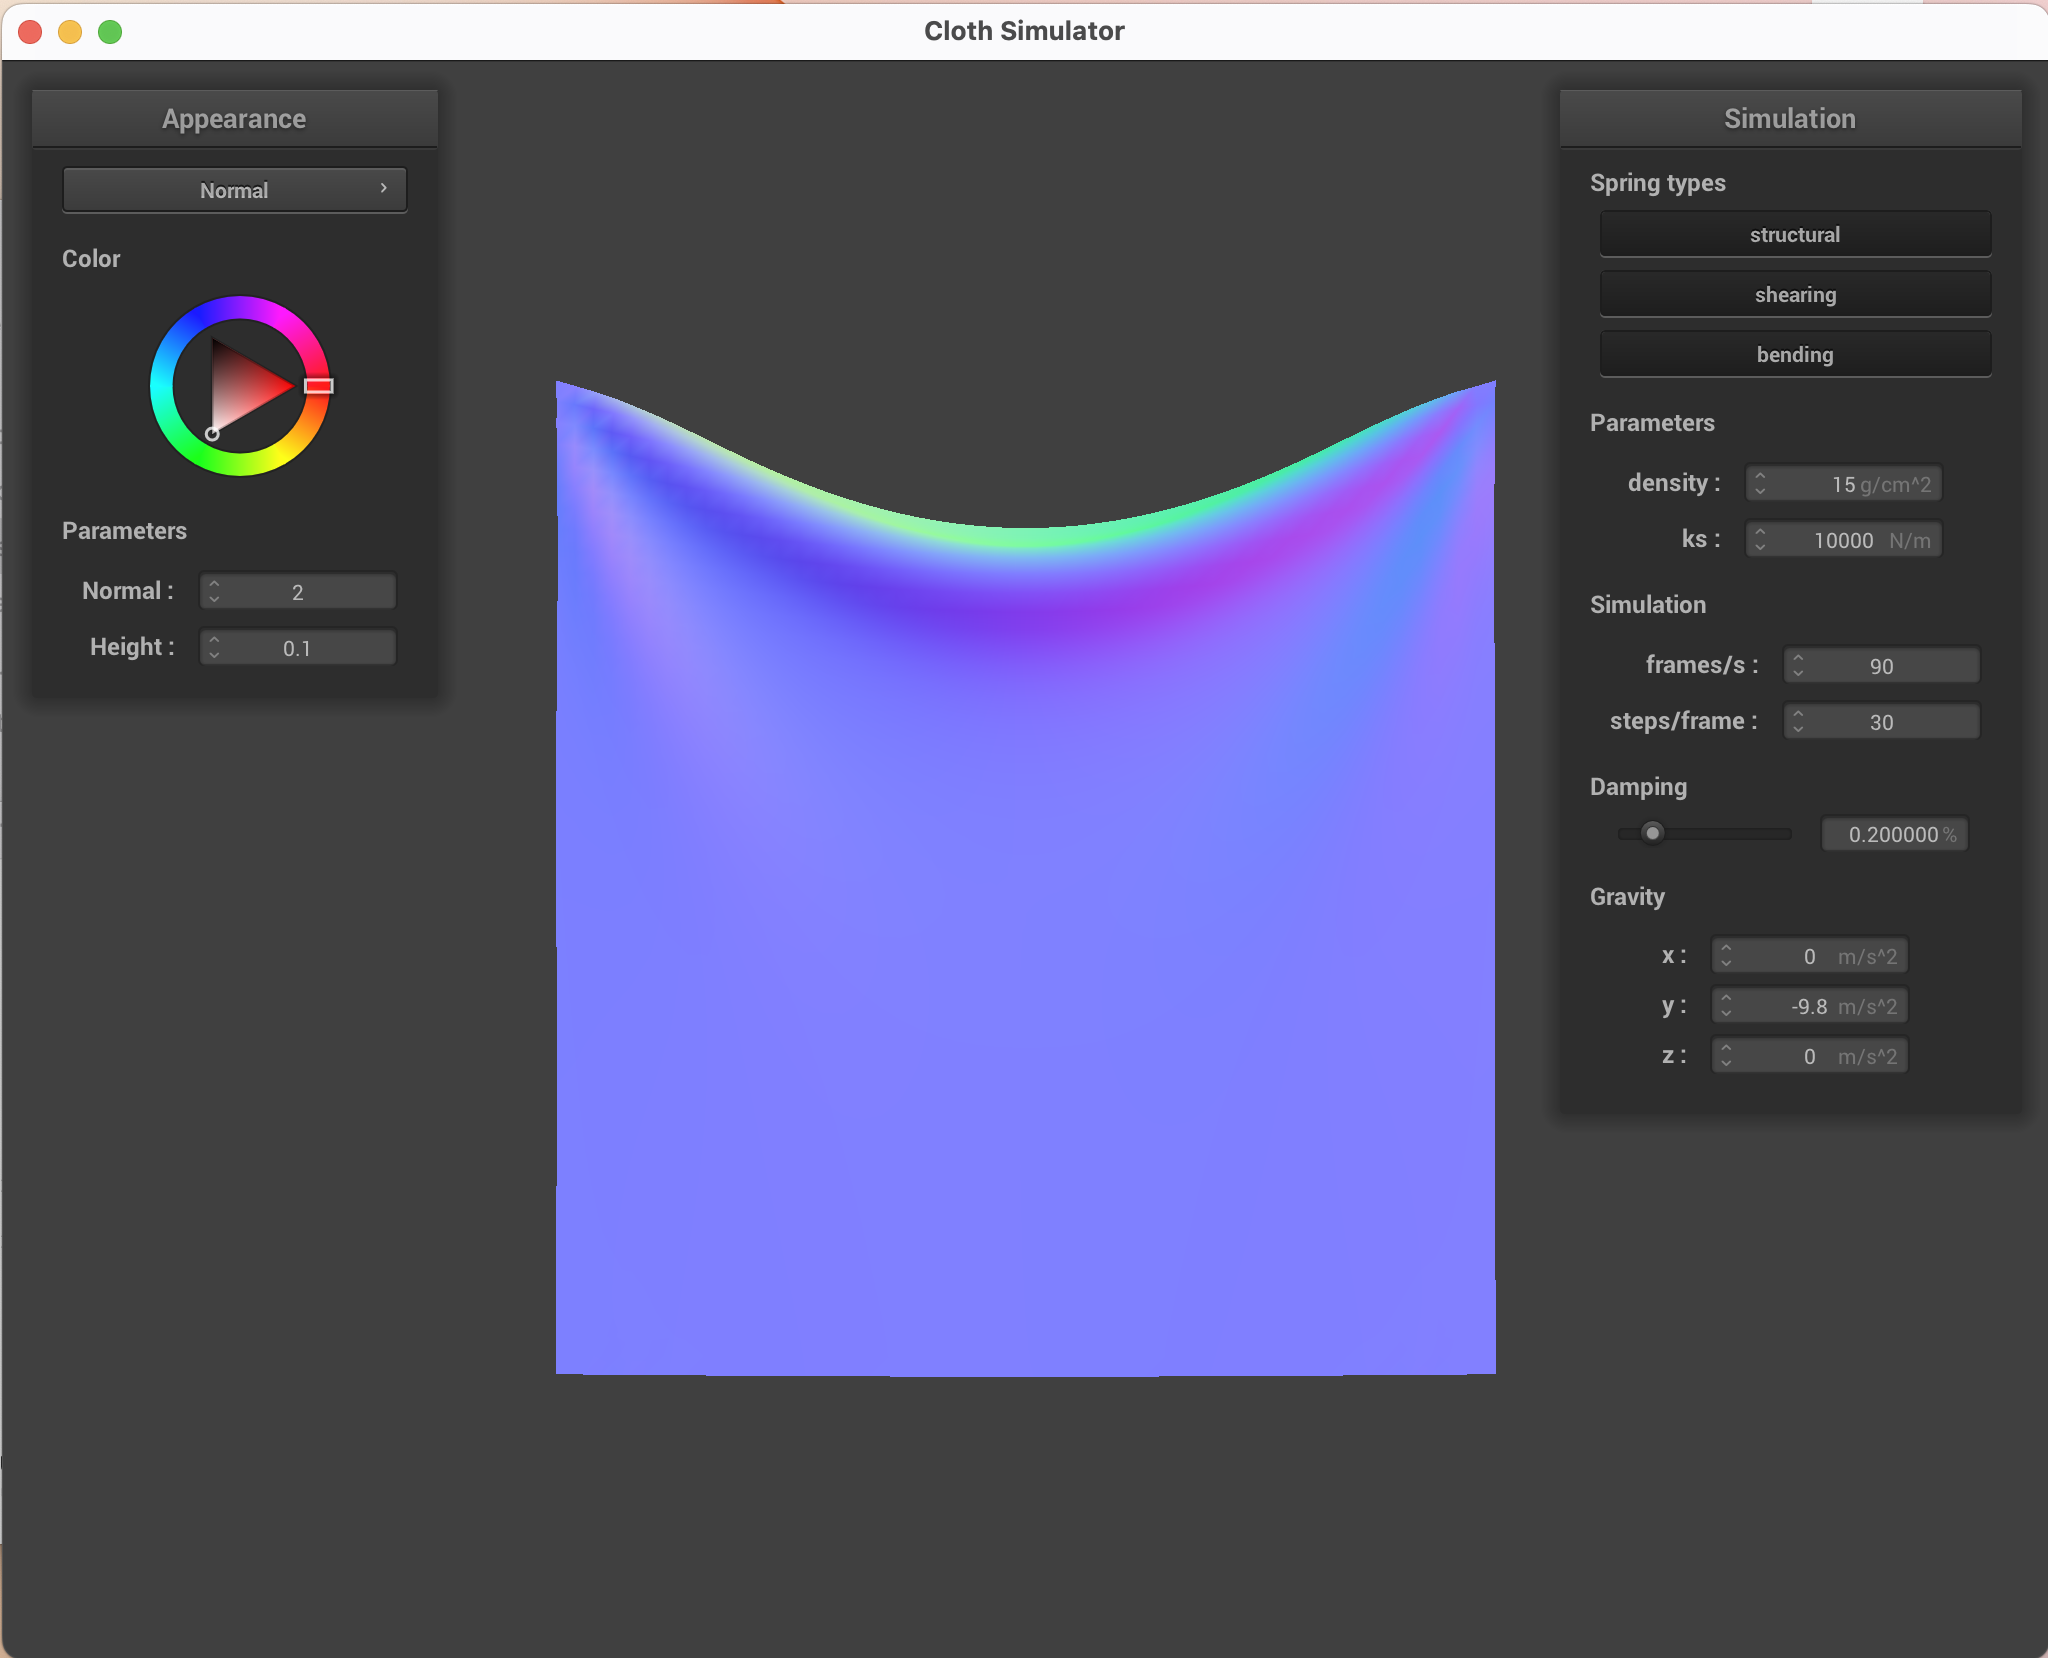 Cloth Simulator
Appearance
Normal
Color
Parameters
Normal : 2
Height : 0.1
Simulation
Spring types
structural
shearing
bending
Parameters
density : 15 g/cm^2
ks : 10000 N/m
Simulation
frames/s : 90
steps/frame : 30
Damping
0.200000 %
Gravity
x : 0 m/s^2
y : -9.8 m/s^2
z : 0 m/s^2